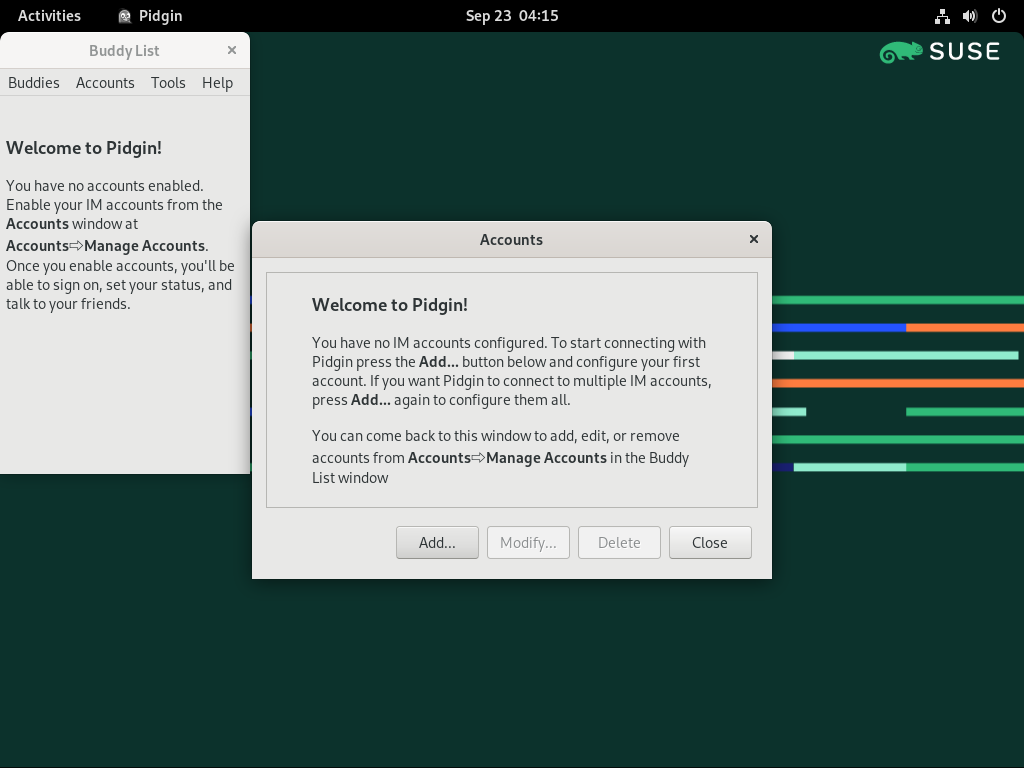 Activities Pidgin Sep 23 04:15
SUSE
Buddy List
Buddies Accounts Tools Help
Welcome to Pidgin!
You have no accounts enabled.
Enable your IM accounts from the
Accounts window at
Accounts⇨Manage Accounts.
Once you enable accounts, you'll be
able to sign on, set your status, and
talk to your friends.
Accounts
Welcome to Pidgin!
You have no IM accounts configured. To start connecting with
Pidgin press the Add... button below and configure your first
account. If you want Pidgin to connect to multiple IM accounts,
press Add... again to configure them all.
You can come back to this window to add, edit, or remove
accounts from Accounts⇨Manage Accounts in the Buddy
List window
Add... Modify... Delete Close